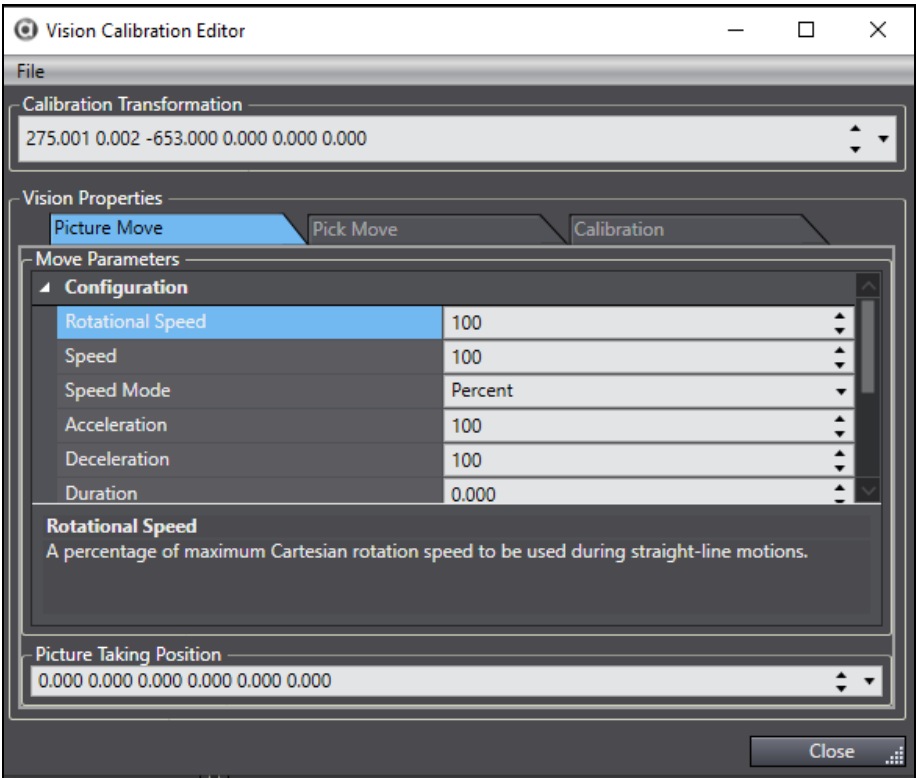 Vision Calibration Editor
File
Calibration Transformation
275.001 0.002 -653.000 0.000 0.000 0.000
Vision Properties
Picture Move Pick Move Calibration
Move Parameters
Configuration
Rotational Speed 100
Speed 100
Speed Mode Percent
Acceleration 100
Deceleration 100
Duration 0.000
Rotational Speed
A percentage of maximum Cartesian rotation speed to be used during straight-line motions.
Picture Taking Position
0.000 0.000 0.000 0.000 0.000 0.000
Close